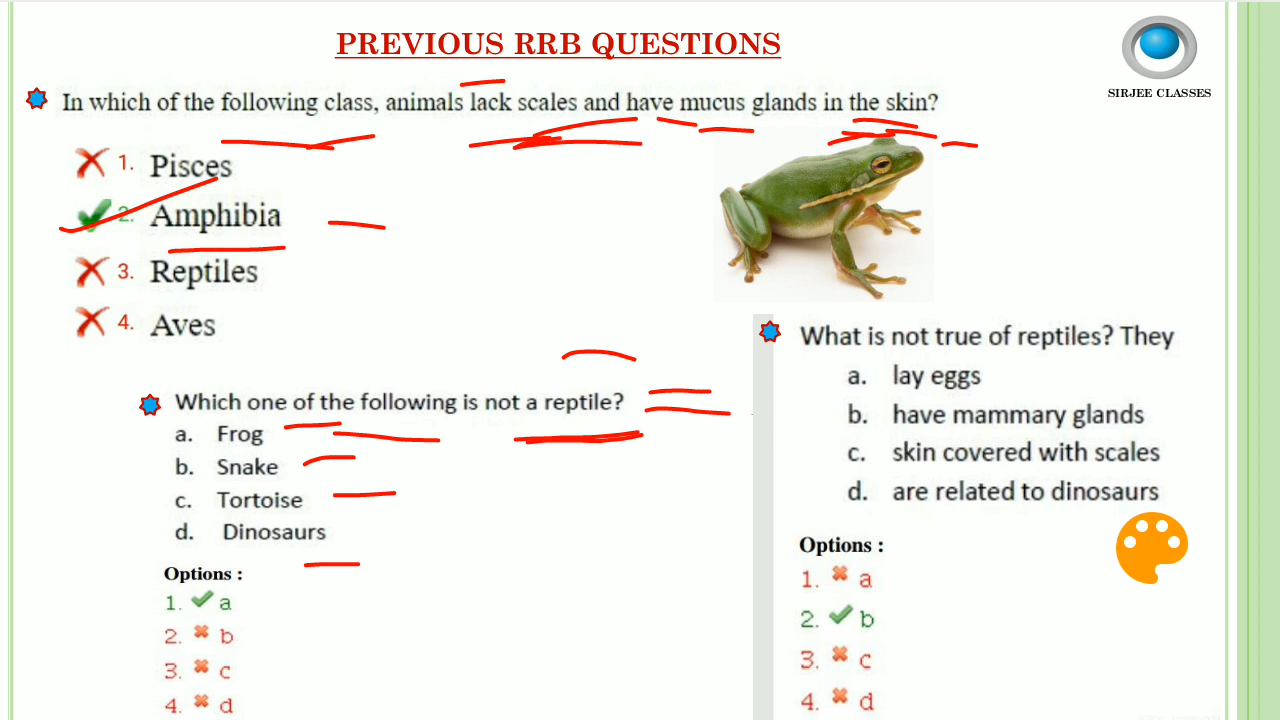 PREVIOUS RRB QUESTIONS
SIRJEE CLASSES
In which of the following class, animals lack scales and have mucus glands in the skin?
1. Pisces
2. Amphibia
3. Reptiles
4. Aves
Which one of the following is not a reptile?
a. Frog
b. Snake
c. Tortoise
d. Dinosaurs
Options :
1. a
2. b
3. c
4. d
What is not true of reptiles? They
a. lay eggs
b. have mammary glands
c. skin covered with scales
d. are related to dinosaurs
Options :
1. a
2. b
3. c
4. d